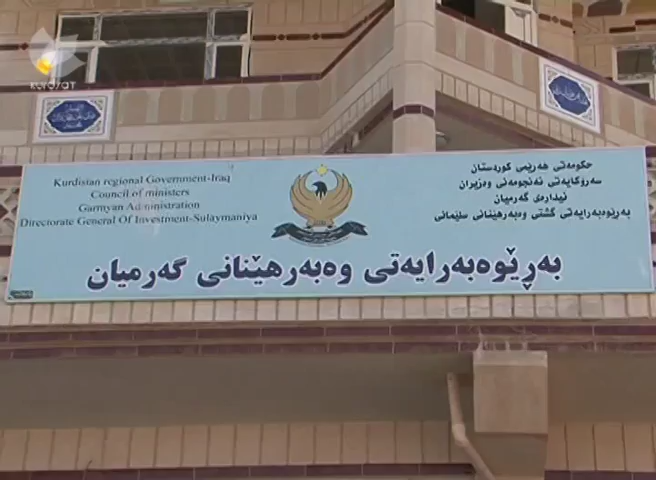 Kurdisian regional Government-Iraq
Council of ministers
Garmyan Administration
Directorate General Of Investment-Sulaymaniya
حکومەتی هەرێمی کوردستان
سەرۆکایەتی ئەنجومەنی وەزیران
ئیدارەی گەرمیان
بەڕێوەبەرایەتی گشتی وەبەرهێنانی سلێمانی
بەڕێوەبەرایەتی وەبەرهێنانی گەرمیان